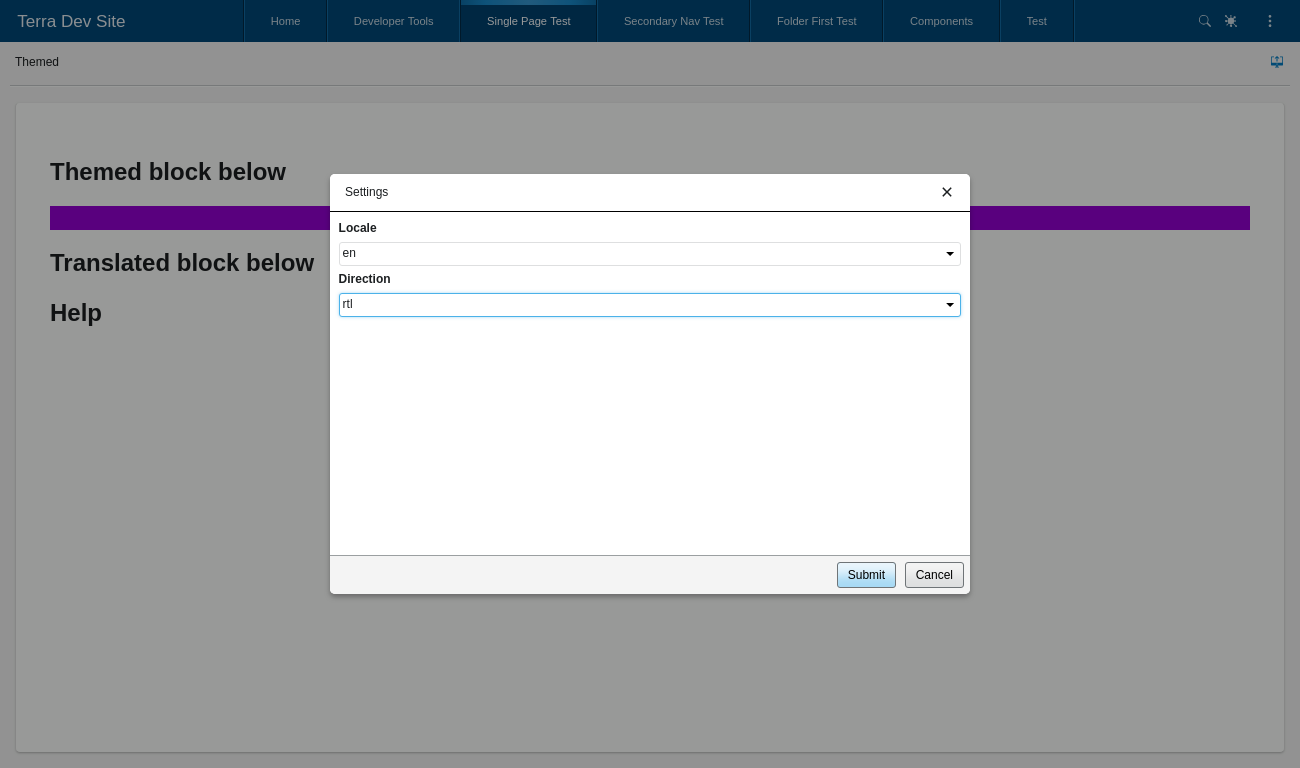 Terra Dev Site
Home
Developer Tools
Single Page Test
Secondary Nav Test
Folder First Test
Components
Test
Themed
Themed block below
Translated block below
Help
Settings
Locale
en
Direction
rtl
Submit
Cancel